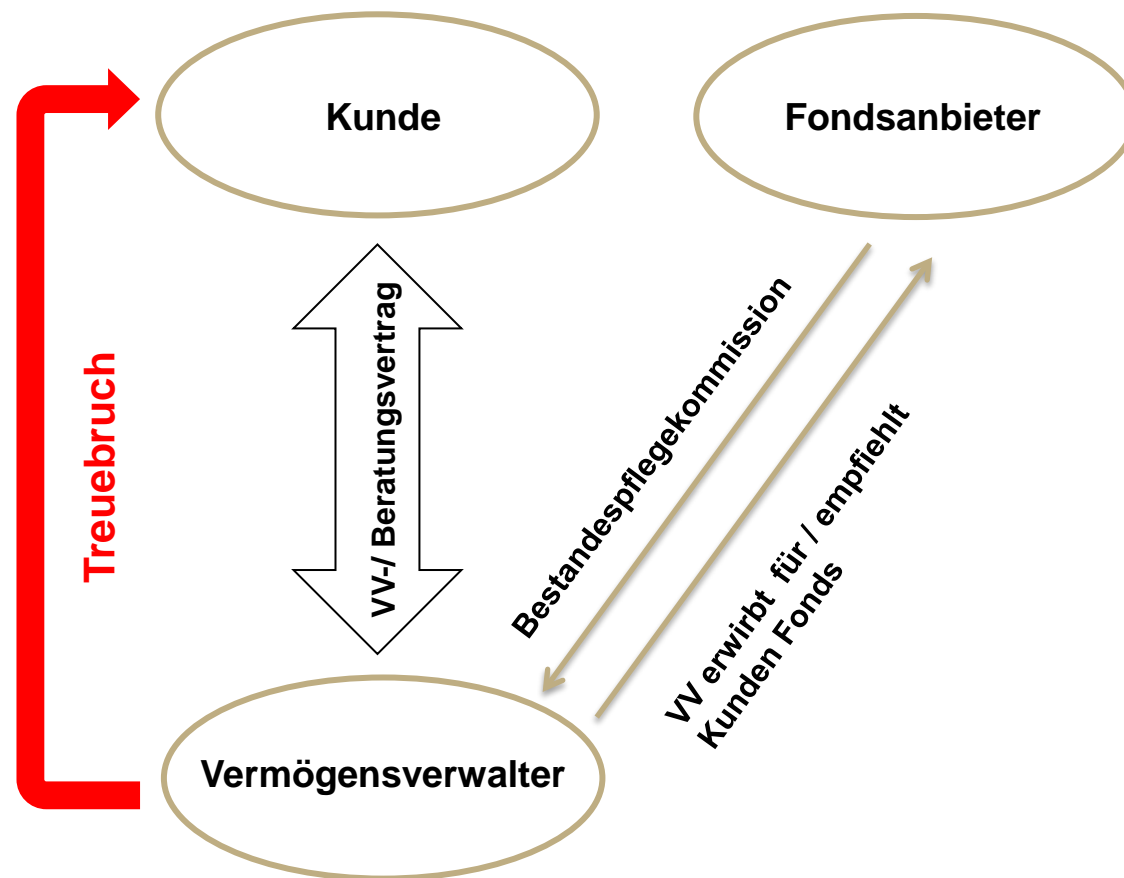 Kunde
Fondsanbieter
Treuebruch
VV-/ Beratungsvertrag
Bestandespflegekommission
VV erwirbt für / empfiehlt
Kunden Fonds
Vermögensverwalter